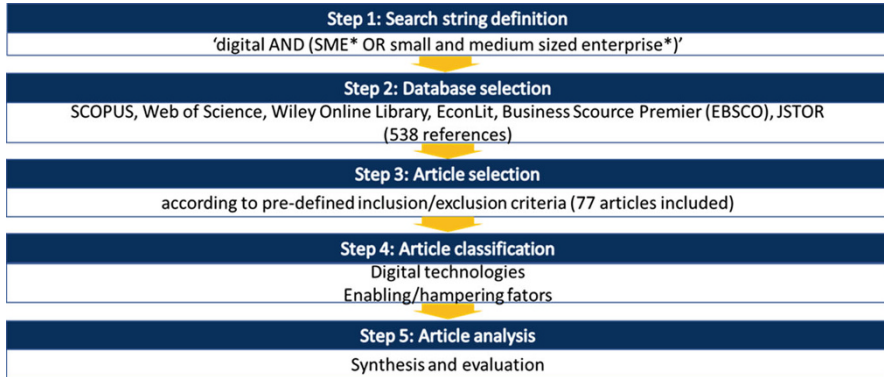 Step 1: Search string definition
‘digital AND (SME* OR small and medium sized enterprise*)’
Step 2: Database selection
SCOPUS, Web of Science, Wiley Online Library, EconLit, Business Scource Premier (EBSCO), JSTOR
(538 references)
Step 3: Article selection
according to pre-defined inclusion/exclusion criteria (77 articles included)
Step 4: Article classification
Digital technologies
Enabling/hampering fators
Step 5: Article analysis
Synthesis and evaluation